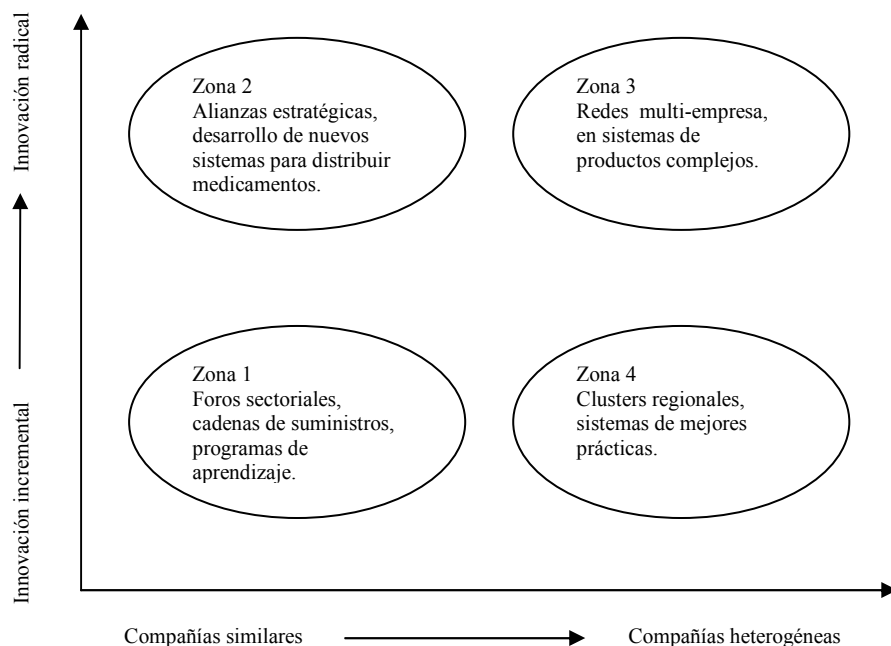 Innovación radical
Innovación incremental
Zona 2
Alianzas estratégicas,
desarrollo de nuevos
sistemas para distribuir
medicamentos.
Zona 3
Redes multi-empresa,
en sistemas de
productos complejos.
Zona 1
Foros sectoriales,
cadenas de suministros,
programas de
aprendizaje.
Zona 4
Clusters regionales,
sistemas de mejores
prácticas.
Compañías similares
Compañías heterogéneas